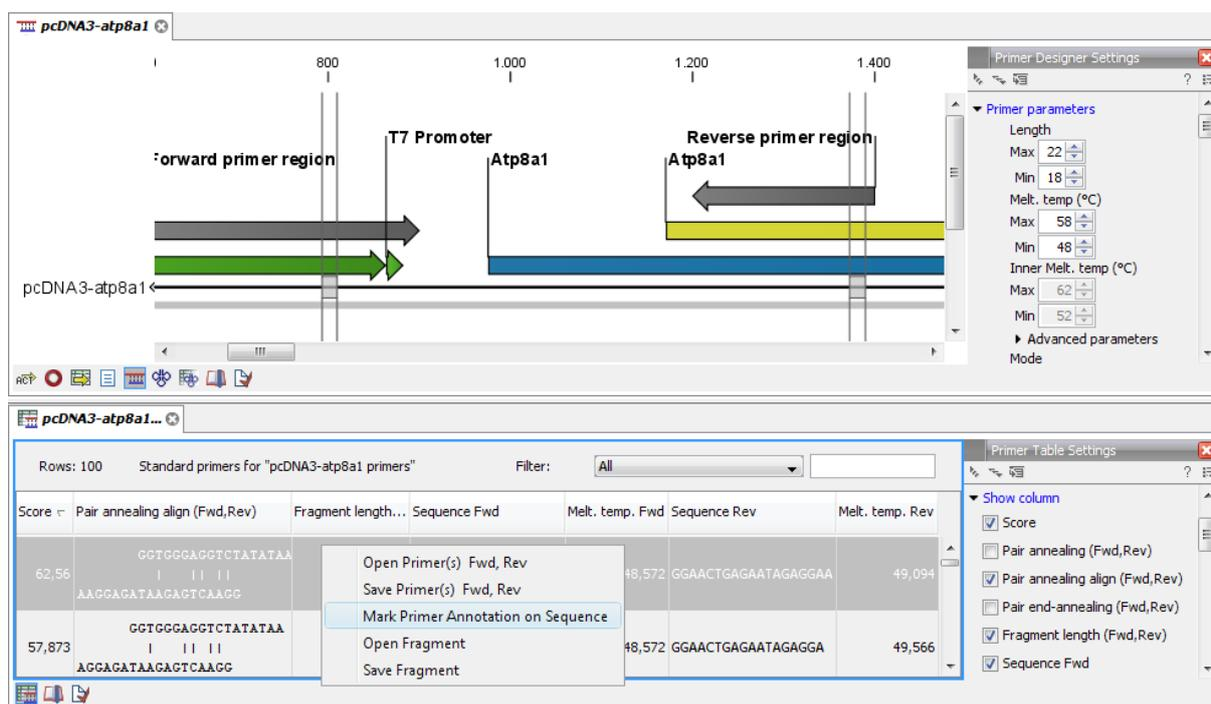 pcDNA3-atp8a1
800 1.000 1.200 1.400
T7 Promoter Reverse primer region
Forward primer region Atp8a1 Atp8a1
pcDNA3-atp8a1
Primer Designer Settings
?
Primer parameters
Length
Max 22
Min 18
Melt. temp (°C)
Max 58
Min 48
Inner Melt. temp (°C)
Max 62
Min 52
Advanced parameters
Mode
pcDNA3-atp8a1...
Rows: 100 Standard primers for "pcDNA3-atp8a1 primers" Filter: All
Score Pair annealing align (Fwd,Rev) Fragment length... Sequence Fwd Melt. temp. Fwd Sequence Rev Melt. temp. Rev
GGTGGGAGGTCTATATAA
62,56 | || || 48,572 GGAACTGAGAATAGAGGAA 49,094
AAGGAGATAAGAGTCAAGG
GGTGGGAGGTCTATATAA
57,873 | || || 48,572 GGAACTGAGAATAGAGGA 49,566
AGGAGATAAGAGTCAAGG
Open Primer(s) Fwd, Rev
Save Primer(s) Fwd, Rev
Mark Primer Annotation on Sequence
Open Fragment
Save Fragment
Primer Table Settings
?
Show column
Score
Pair annealing (Fwd,Rev)
Pair annealing align (Fwd,Rev)
Pair end-annealing (Fwd,Rev)
Fragment length (Fwd,Rev)
Sequence Fwd